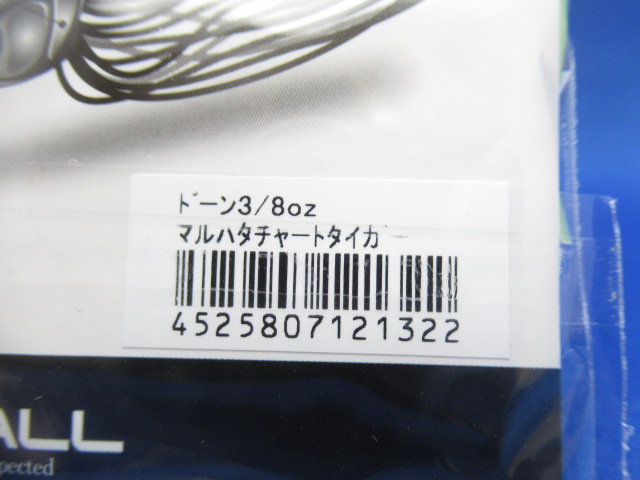 ドーン3/8oz
マルハタチャートタイガー
4525807121322
ALL
pected